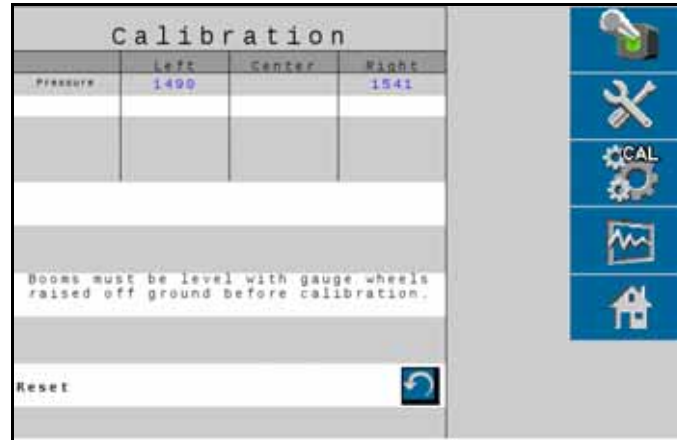 Calibration
Left Center Right
Pressure 1490 1541
CAL
Booms must be level with gauge wheels
raised off ground before calibration.
Reset